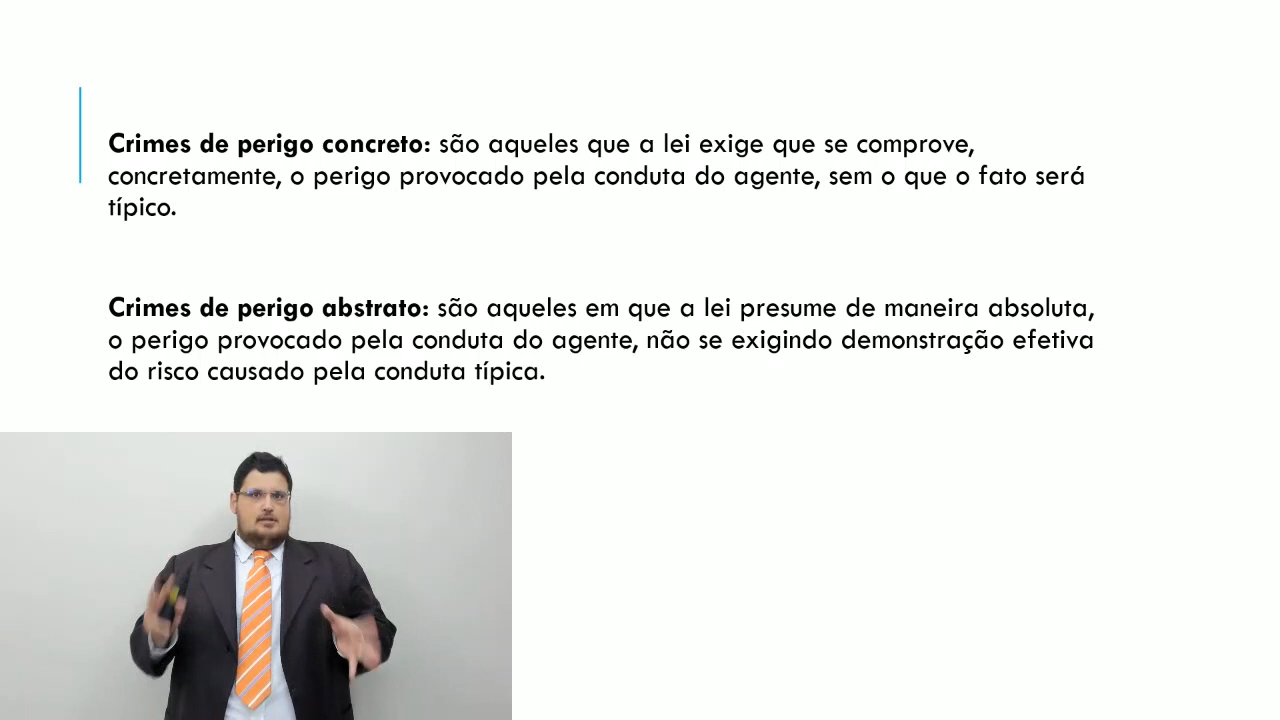 Crimes de perigo concreto: são aqueles que a lei exige que se comprove,
concretamente, o perigo provocado pela conduta do agente, sem o que o fato será
típico.
Crimes de perigo abstrato: são aqueles em que a lei presume de maneira absoluta,
o perigo provocado pela conduta do agente, não se exigindo demonstração efetiva
do risco causado pela conduta típica.